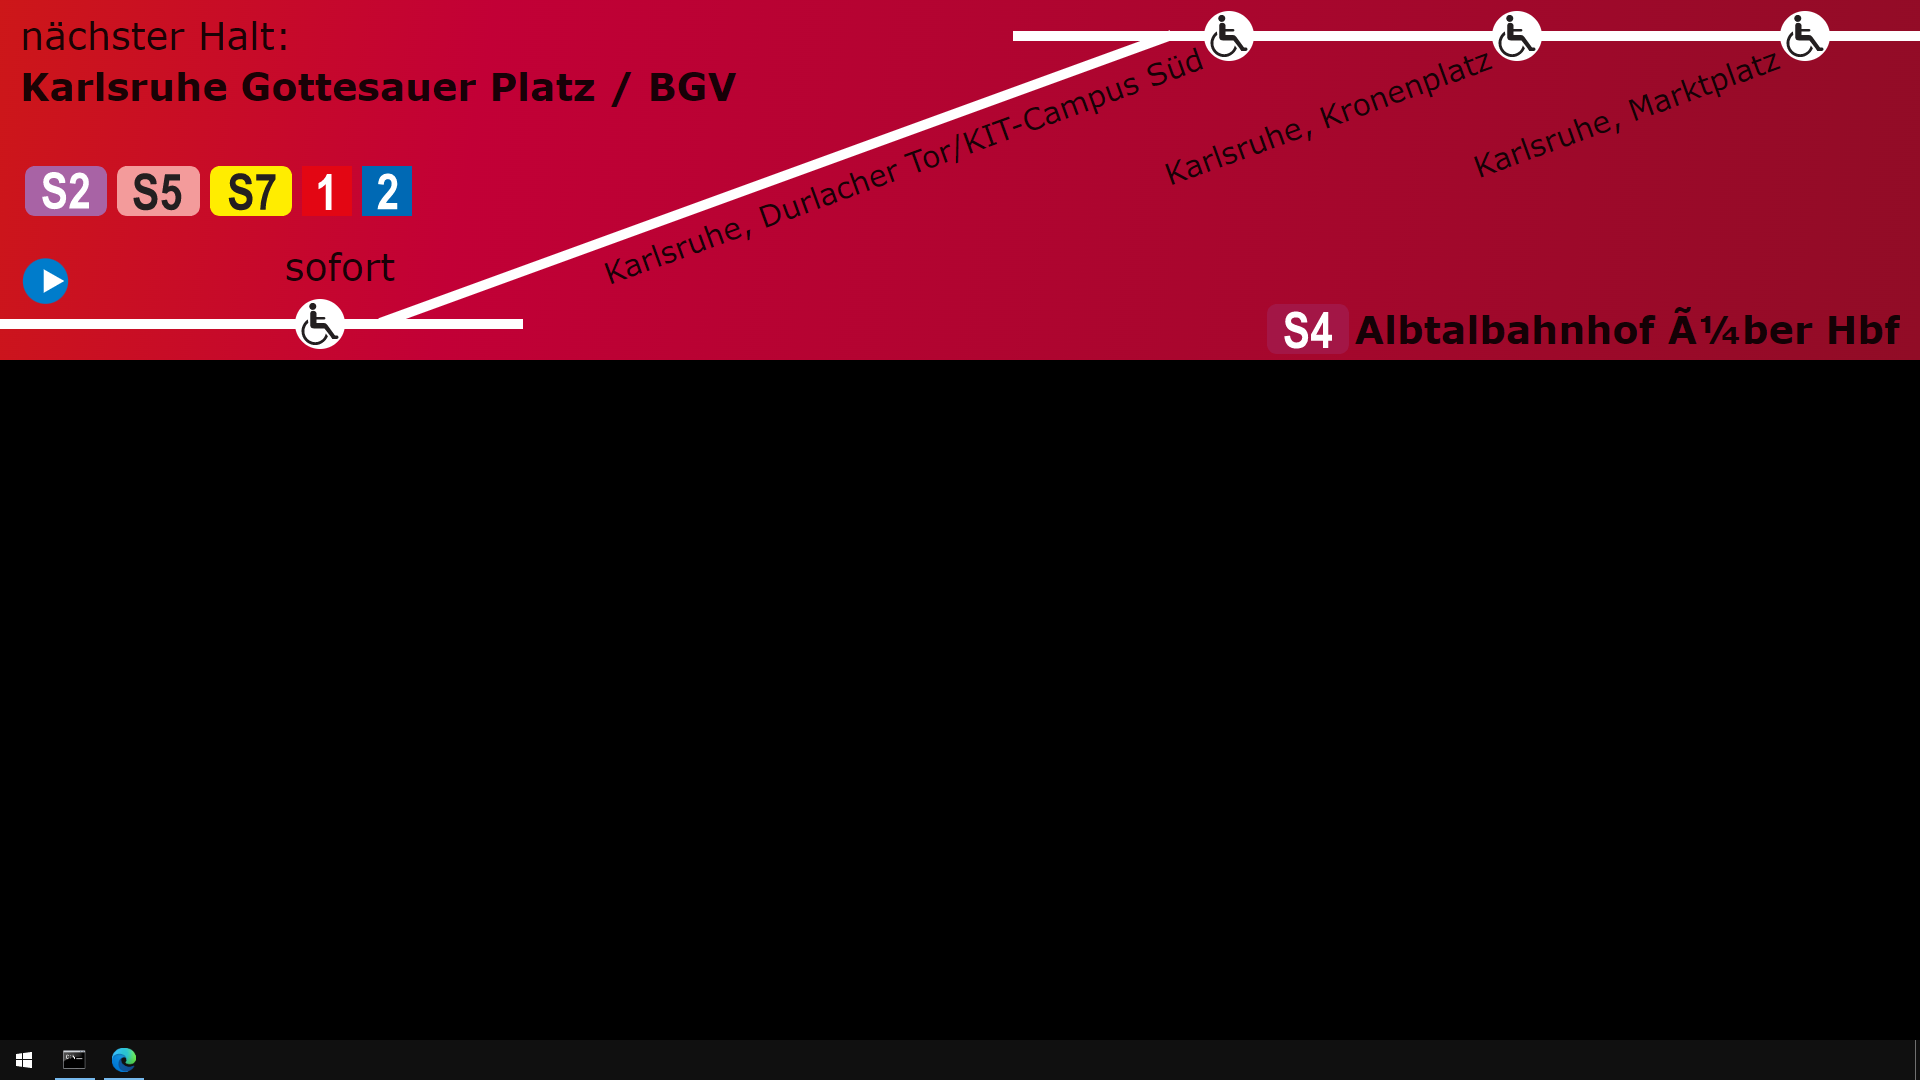 nächster Halt:
Karlsruhe Gottesauer Platz / BGV
S2 S5 S7 1 2
sofort
Karlsruhe, Durlacher Tor/KIT-Campus Süd
Karlsruhe, Kronenplatz
Karlsruhe, Marktplatz
S4 Albtalbahnhof Ã¼ber Hbf